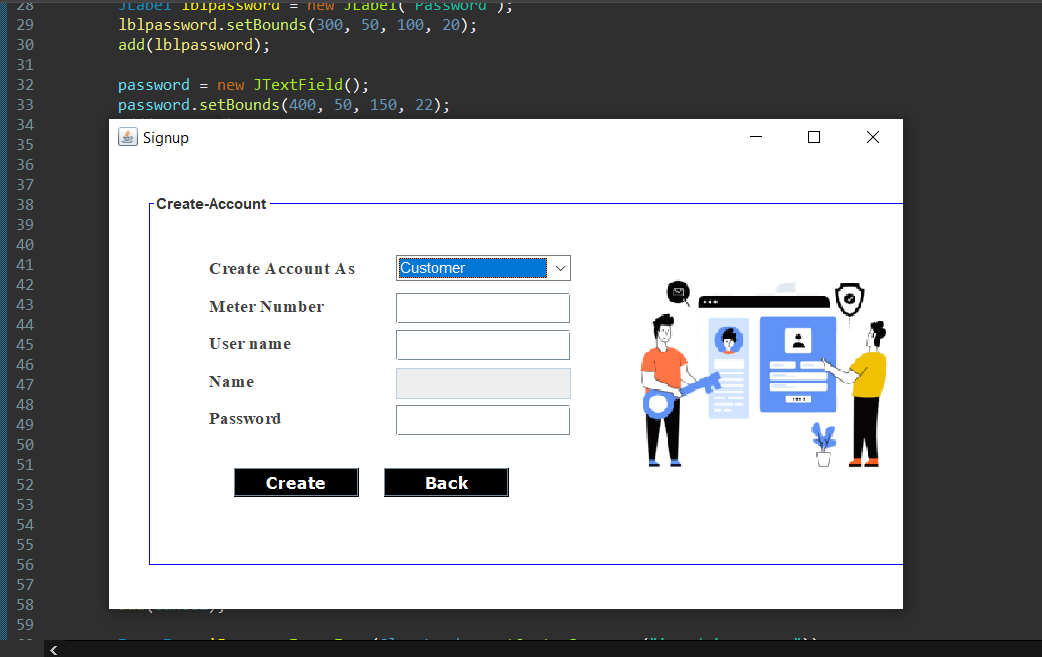 28 JLabel lblpassword = new JLabel("Password");
29 lblpassword.setBounds(300, 50, 100, 20);
30 add(lblpassword);
31
32 password = new JTextField();
33 password.setBounds(400, 50, 150, 22);
34
35
36
37
38
39
40
41
42
43
44
45
46
47
48
49
50
51
52
53
54
55
56
57
58
59
Signup
Create-Account
Create Account As Customer
Meter Number
User name
Name
Password
Create Back